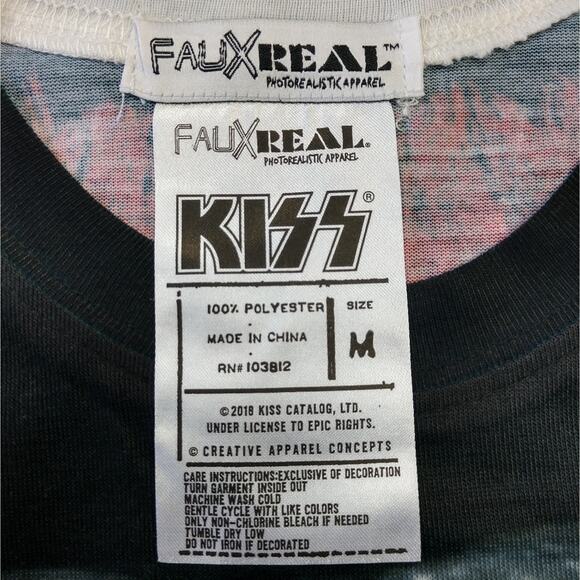 FAUXREAL™
PHOTOREALISTIC APPAREL
FAUXREAL®
PHOTOREALISTIC APPAREL
KISS®
100% POLYESTER
MADE IN CHINA
RN# 103812
SIZE
M
©2018 KISS CATALOG, LTD.
UNDER LICENSE TO EPIC RIGHTS.
© CREATIVE APPAREL CONCEPTS
CARE INSTRUCTIONS:EXCLUSIVE OF DECORATION
TURN GARMENT INSIDE OUT
MACHINE WASH COLD
GENTLE CYCLE WITH LIKE COLORS
ONLY NON-CHLORINE BLEACH IF NEEDED
TUMBLE DRY LOW
DO NOT IRON IF DECORATED